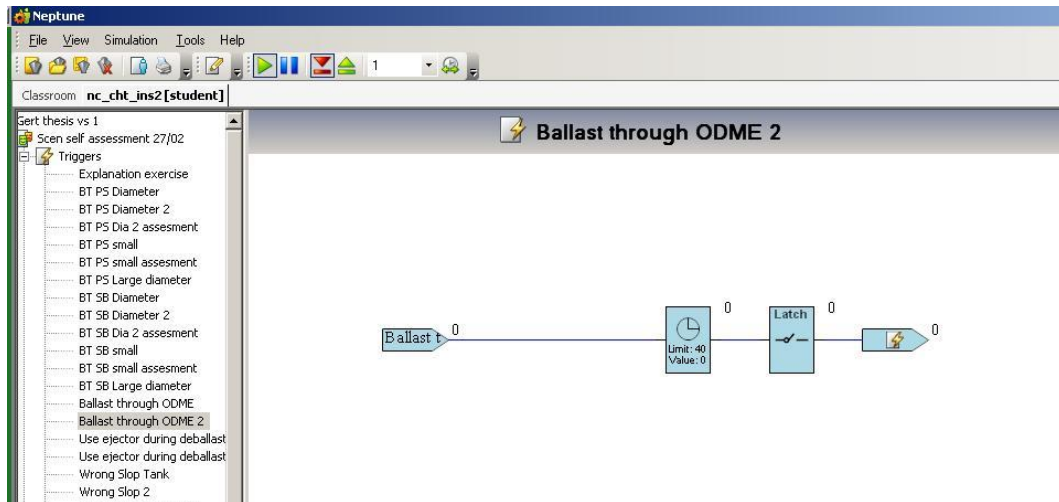 Neptune
File View Simulation Tools Help
1
Classroom nc_cht_ins2[student]
Gert thesis vs 1
Scen self assessment 27/02
Triggers
Explanation exercise
BT PS Diameter
BT PS Diameter 2
BT PS Dia 2 assesment
BT PS small
BT PS small assesment
BT PS Large diameter
BT SB Diameter
BT SB Diameter 2
BT SB Dia 2 assesment
BT SB small
BT SB small assesment
BT SB Large diameter
Ballast through ODME
Ballast through ODME 2
Use ejector during deballast
Use ejector during deballast
Wrong Slop Tank
Wrong Slop 2
Ballast through ODME 2
Ballast t
0
Limit: 40
Value: 0
0
Latch
0
0